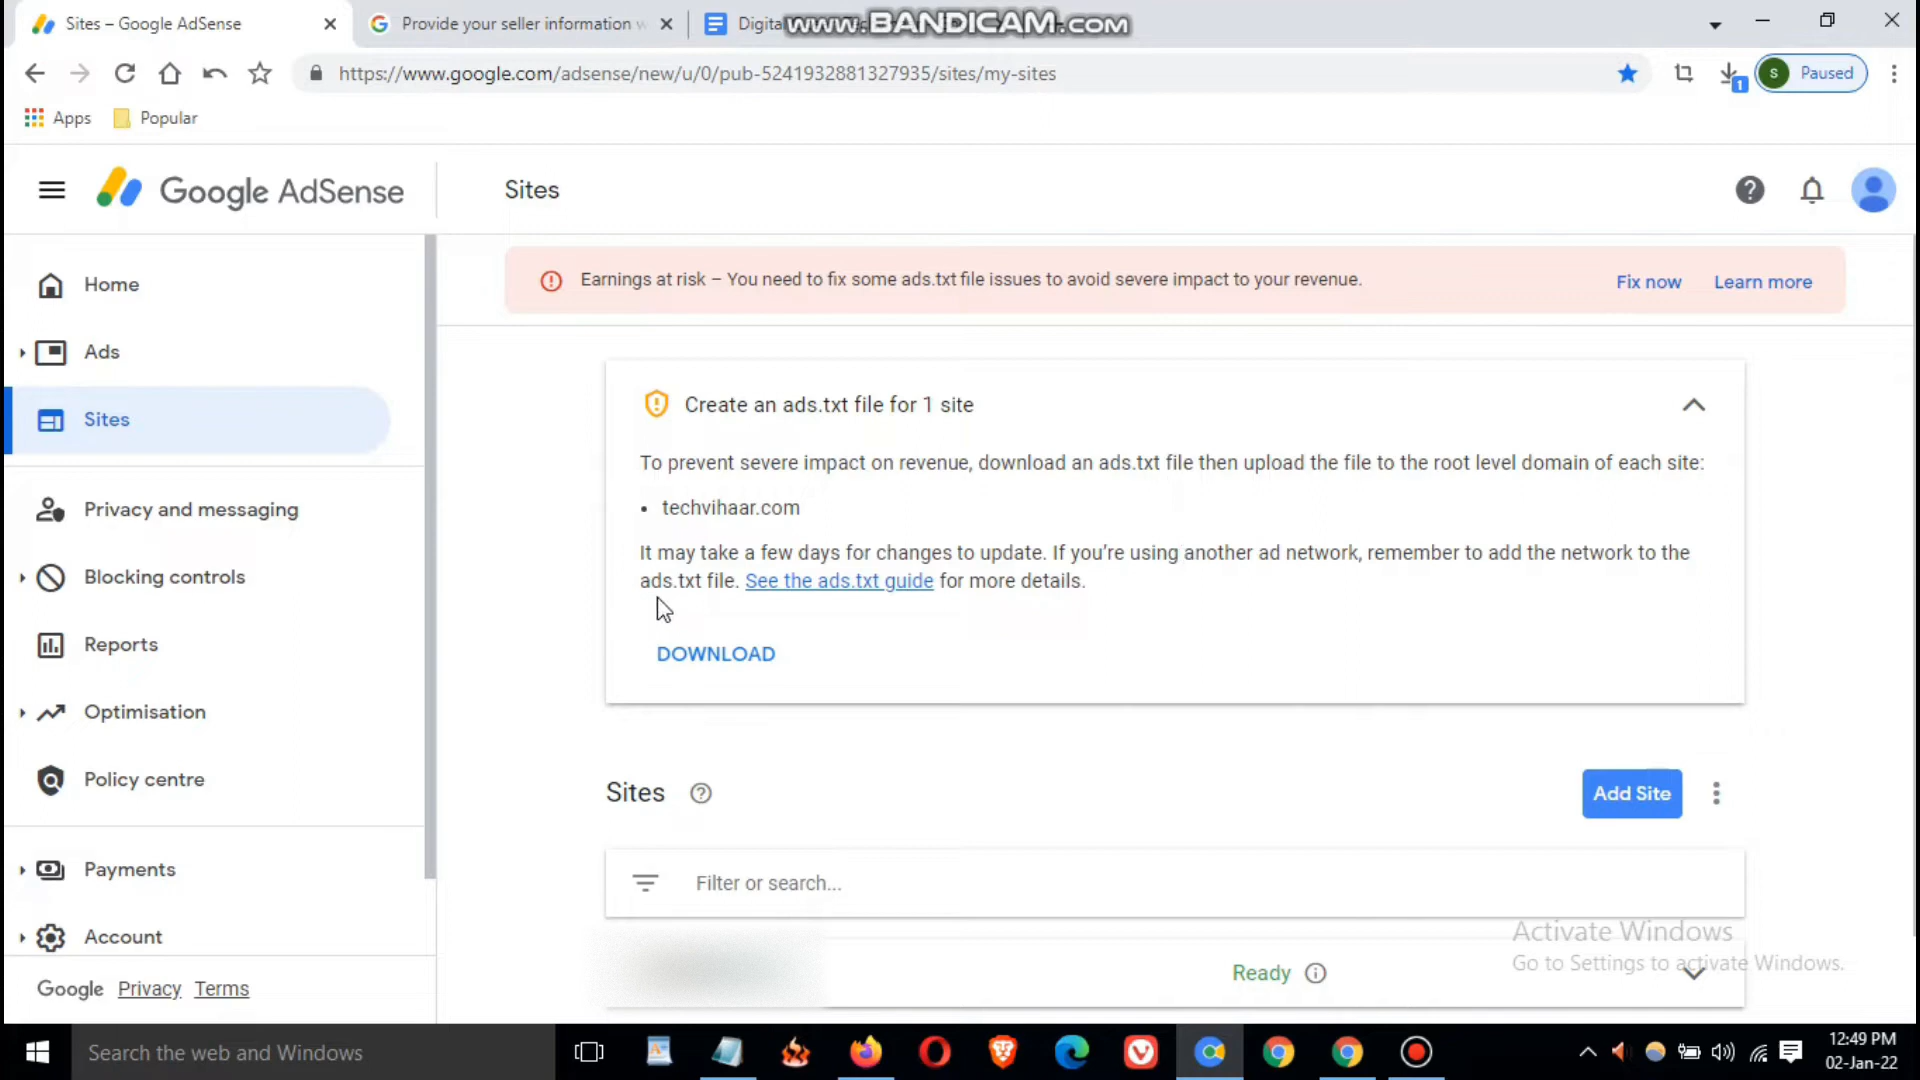 Sites – Google AdSense
Provide your seller information w
Digita
www.BANDICAM.com
https://www.google.com/adsense/new/u/0/pub-5241932881327935/sites/my-sites
1
S
Paused
Apps
Popular
Google AdSense
Sites
Home
Ads
Sites
Privacy and messaging
Blocking controls
Reports
Optimisation
Policy centre
Payments
Account
Google Privacy Terms
Earnings at risk – You need to fix some ads.txt file issues to avoid severe impact to your revenue.
Fix now
Learn more
Create an ads.txt file for 1 site
To prevent severe impact on revenue, download an ads.txt file then upload the file to the root level domain of each site:
• techvihaar.com
It may take a few days for changes to update. If you're using another ad network, remember to add the network to the
ads.txt file. See the ads.txt guide for more details.
DOWNLOAD
Sites
Add Site
Filter or search...
Ready
Activate Windows
Go to Settings to activate Windows.
Search the web and Windows
12:49 PM
02-Jan-22